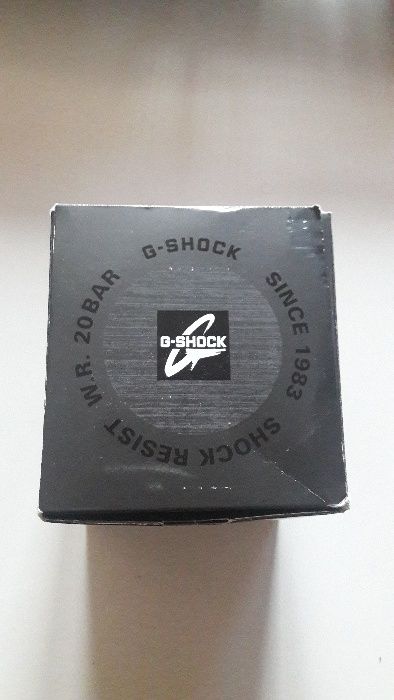 G-SHOCK
SINCE 1983
SHOCK RESIST
W.R. 20BAR
G-SHOCK